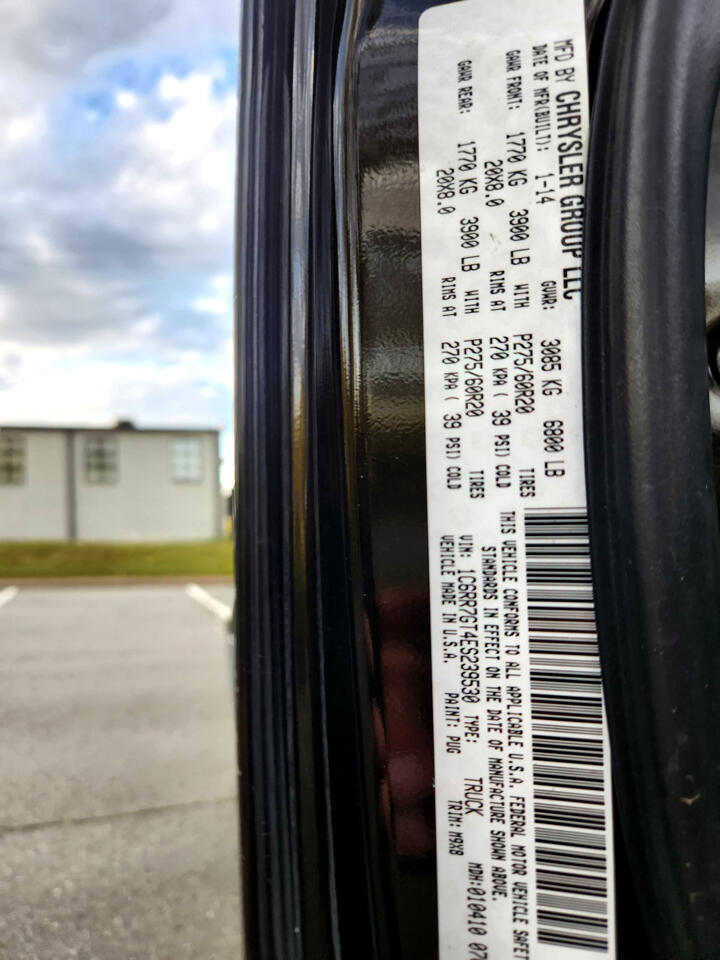 MFD BY CHRYSLER GROUP LLC
DATE OF MFR(BUILT): 1-14 GVWR: 3085 KG 6800 LB
GAWR FRONT: 1770 KG 3900 LB WITH P275/60R20 TIRES
20X8.0 RIMS AT 270 KPA ( 39 PSI) COLD
GAWR REAR: 1770 KG 3900 LB WITH P275/60R20 TIRES
20X8.0 RIMS AT 270 KPA ( 39 PSI) COLD
THIS VEHICLE CONFORMS TO ALL APPLICABLE U.S.A. FEDERAL MOTOR VEHICLE SAFET
STANDARDS IN EFFECT ON THE DATE OF MANUFACTURE SHOWN ABOVE.
VIN: 1C6RR7GT4ES239530 TYPE: TRUCK MDH:010410 07
VEHICLE MADE IN U.S.A. PAINT: PUG TRIM: M9X8